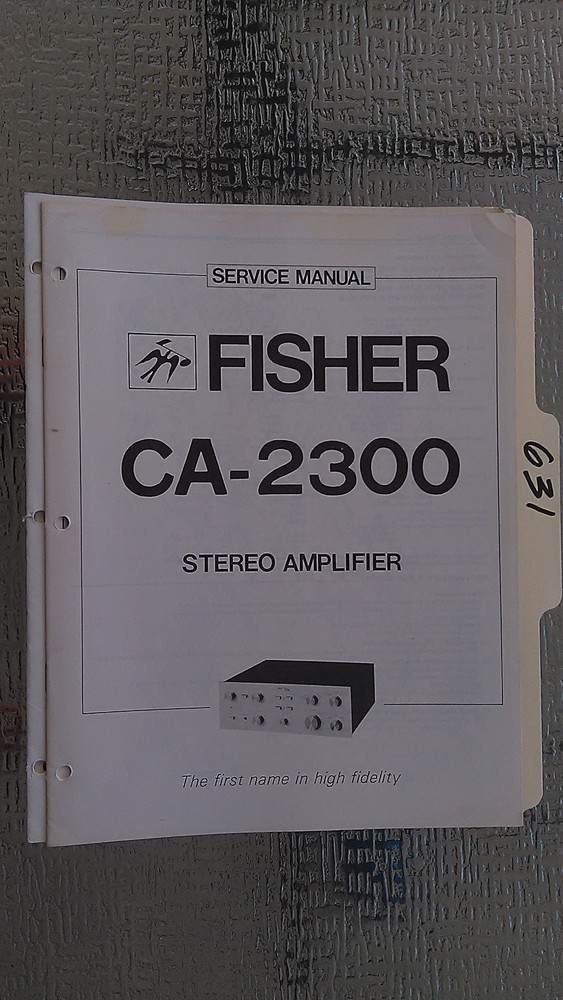 SERVICE MANUAL
FISHER
CA-2300
STEREO AMPLIFIER
The first name in high fidelity
631